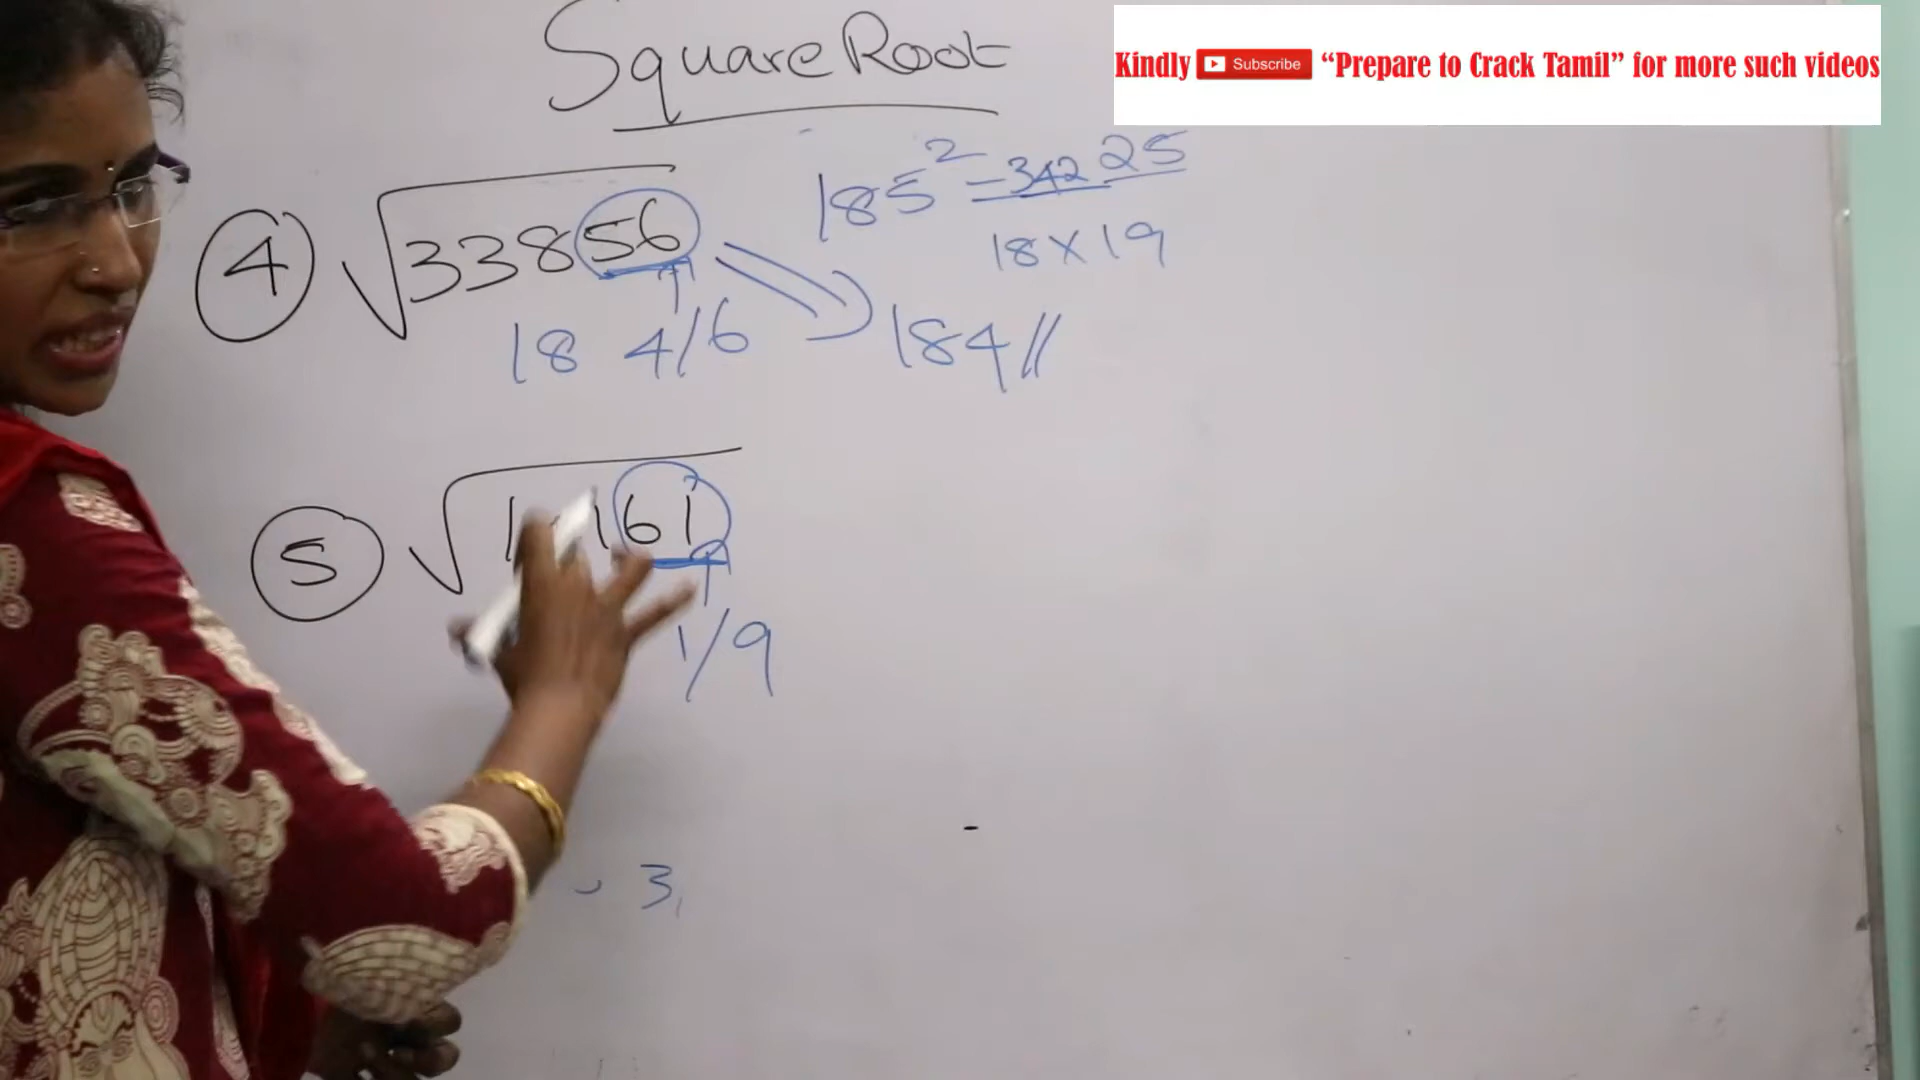 Square Root
Kindly Subscribe "Prepare to Crack Tamil" for more such videos
185² = 34225
18 X 19
4 √33856
18 4/6
184//
5 61
1/9
3